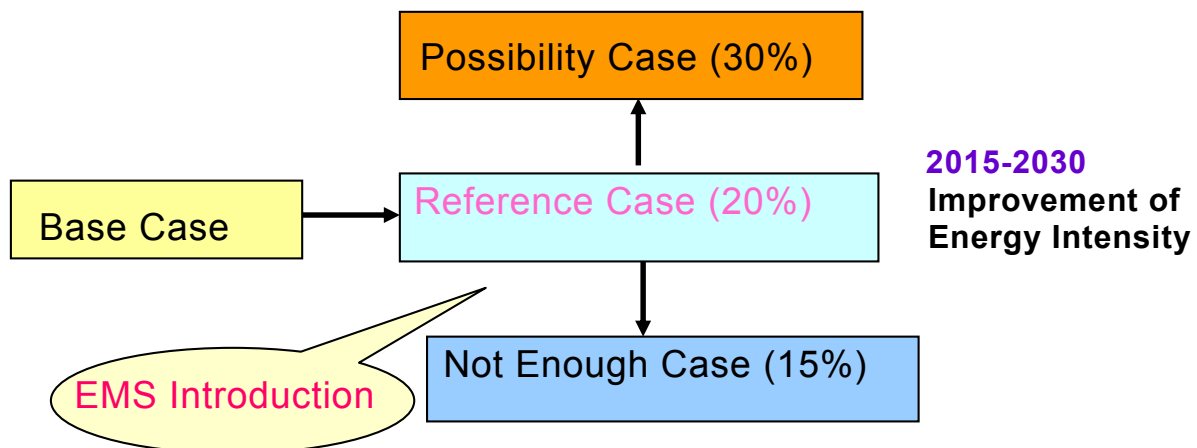 Possibility Case (30%)
2015-2030
Improvement of
Energy Intensity
Reference Case (20%)
Base Case
Not Enough Case (15%)
EMS Introduction